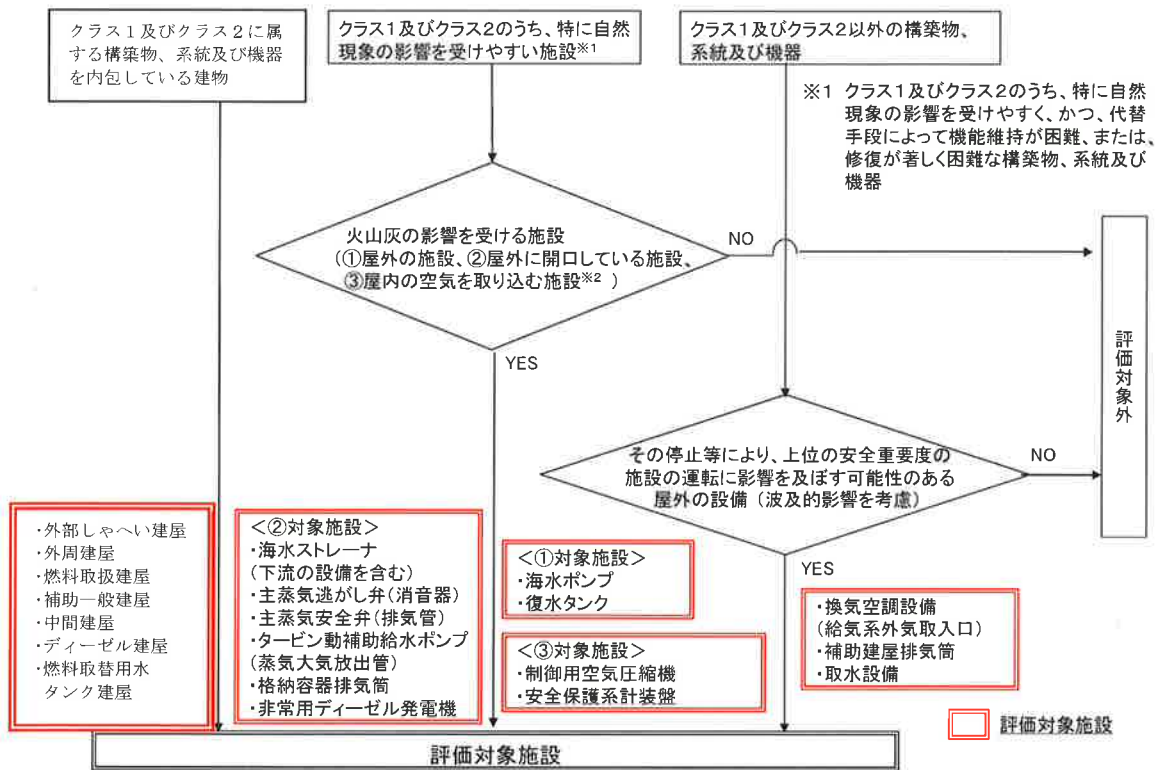 クラス1及びクラス2に属
する構築物、系統及び機器
を内包している建物
クラス1及びクラス2のうち、特に自然
現象の影響を受けやすい施設※1
クラス1及びクラス2以外の構築物、
系統及び機器
※1 クラス1及びクラス2のうち、特に自然
現象の影響を受けやすく、かつ、代替
手段によって機能維持が困難、または、
修復が著しく困難な構築物、系統及び
機器
火山灰の影響を受ける施設
(①屋外の施設、②屋外に開口している施設、
③屋内の空気を取り込む施設※2 )
NO
YES
評価対象外
その停止等により、上位の安全重要度の
施設の運転に影響を及ぼす可能性のある
屋外の設備 (波及的影響を考慮)
NO
YES
・外部しゃへい建屋
・外周建屋
・燃料取扱建屋
・補助一般建屋
・中間建屋
・ディーゼル建屋
・燃料取替用水
タンク建屋
<②対象施設>
・海水ストレーナ
(下流の設備を含む)
・主蒸気逃がし弁(消音器)
・主蒸気安全弁(排気管)
・タービン動補助給水ポンプ
(蒸気大気放出管)
・格納容器排気筒
・非常用ディーゼル発電機
<①対象施設>
・海水ポンプ
・復水タンク
<③対象施設>
・制御用空気圧縮機
・安全保護系計装盤
・換気空調設備
(給気系外気取入口)
・補助建屋排気筒
・取水設備
評価対象施設
評価対象施設